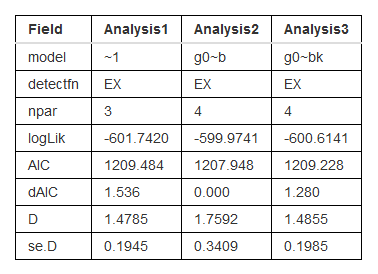 Field Analysis1 Analysis2 Analysis3
model ~1 g0~b g0~bk
detectfn EX EX EX
npar 3 4 4
logLik -601.7420 -599.9741 -600.6141
AIC 1209.484 1207.948 1209.228
dAIC 1.536 0.000 1.280
D 1.4785 1.7592 1.4855
se.D 0.1945 0.3409 0.1985